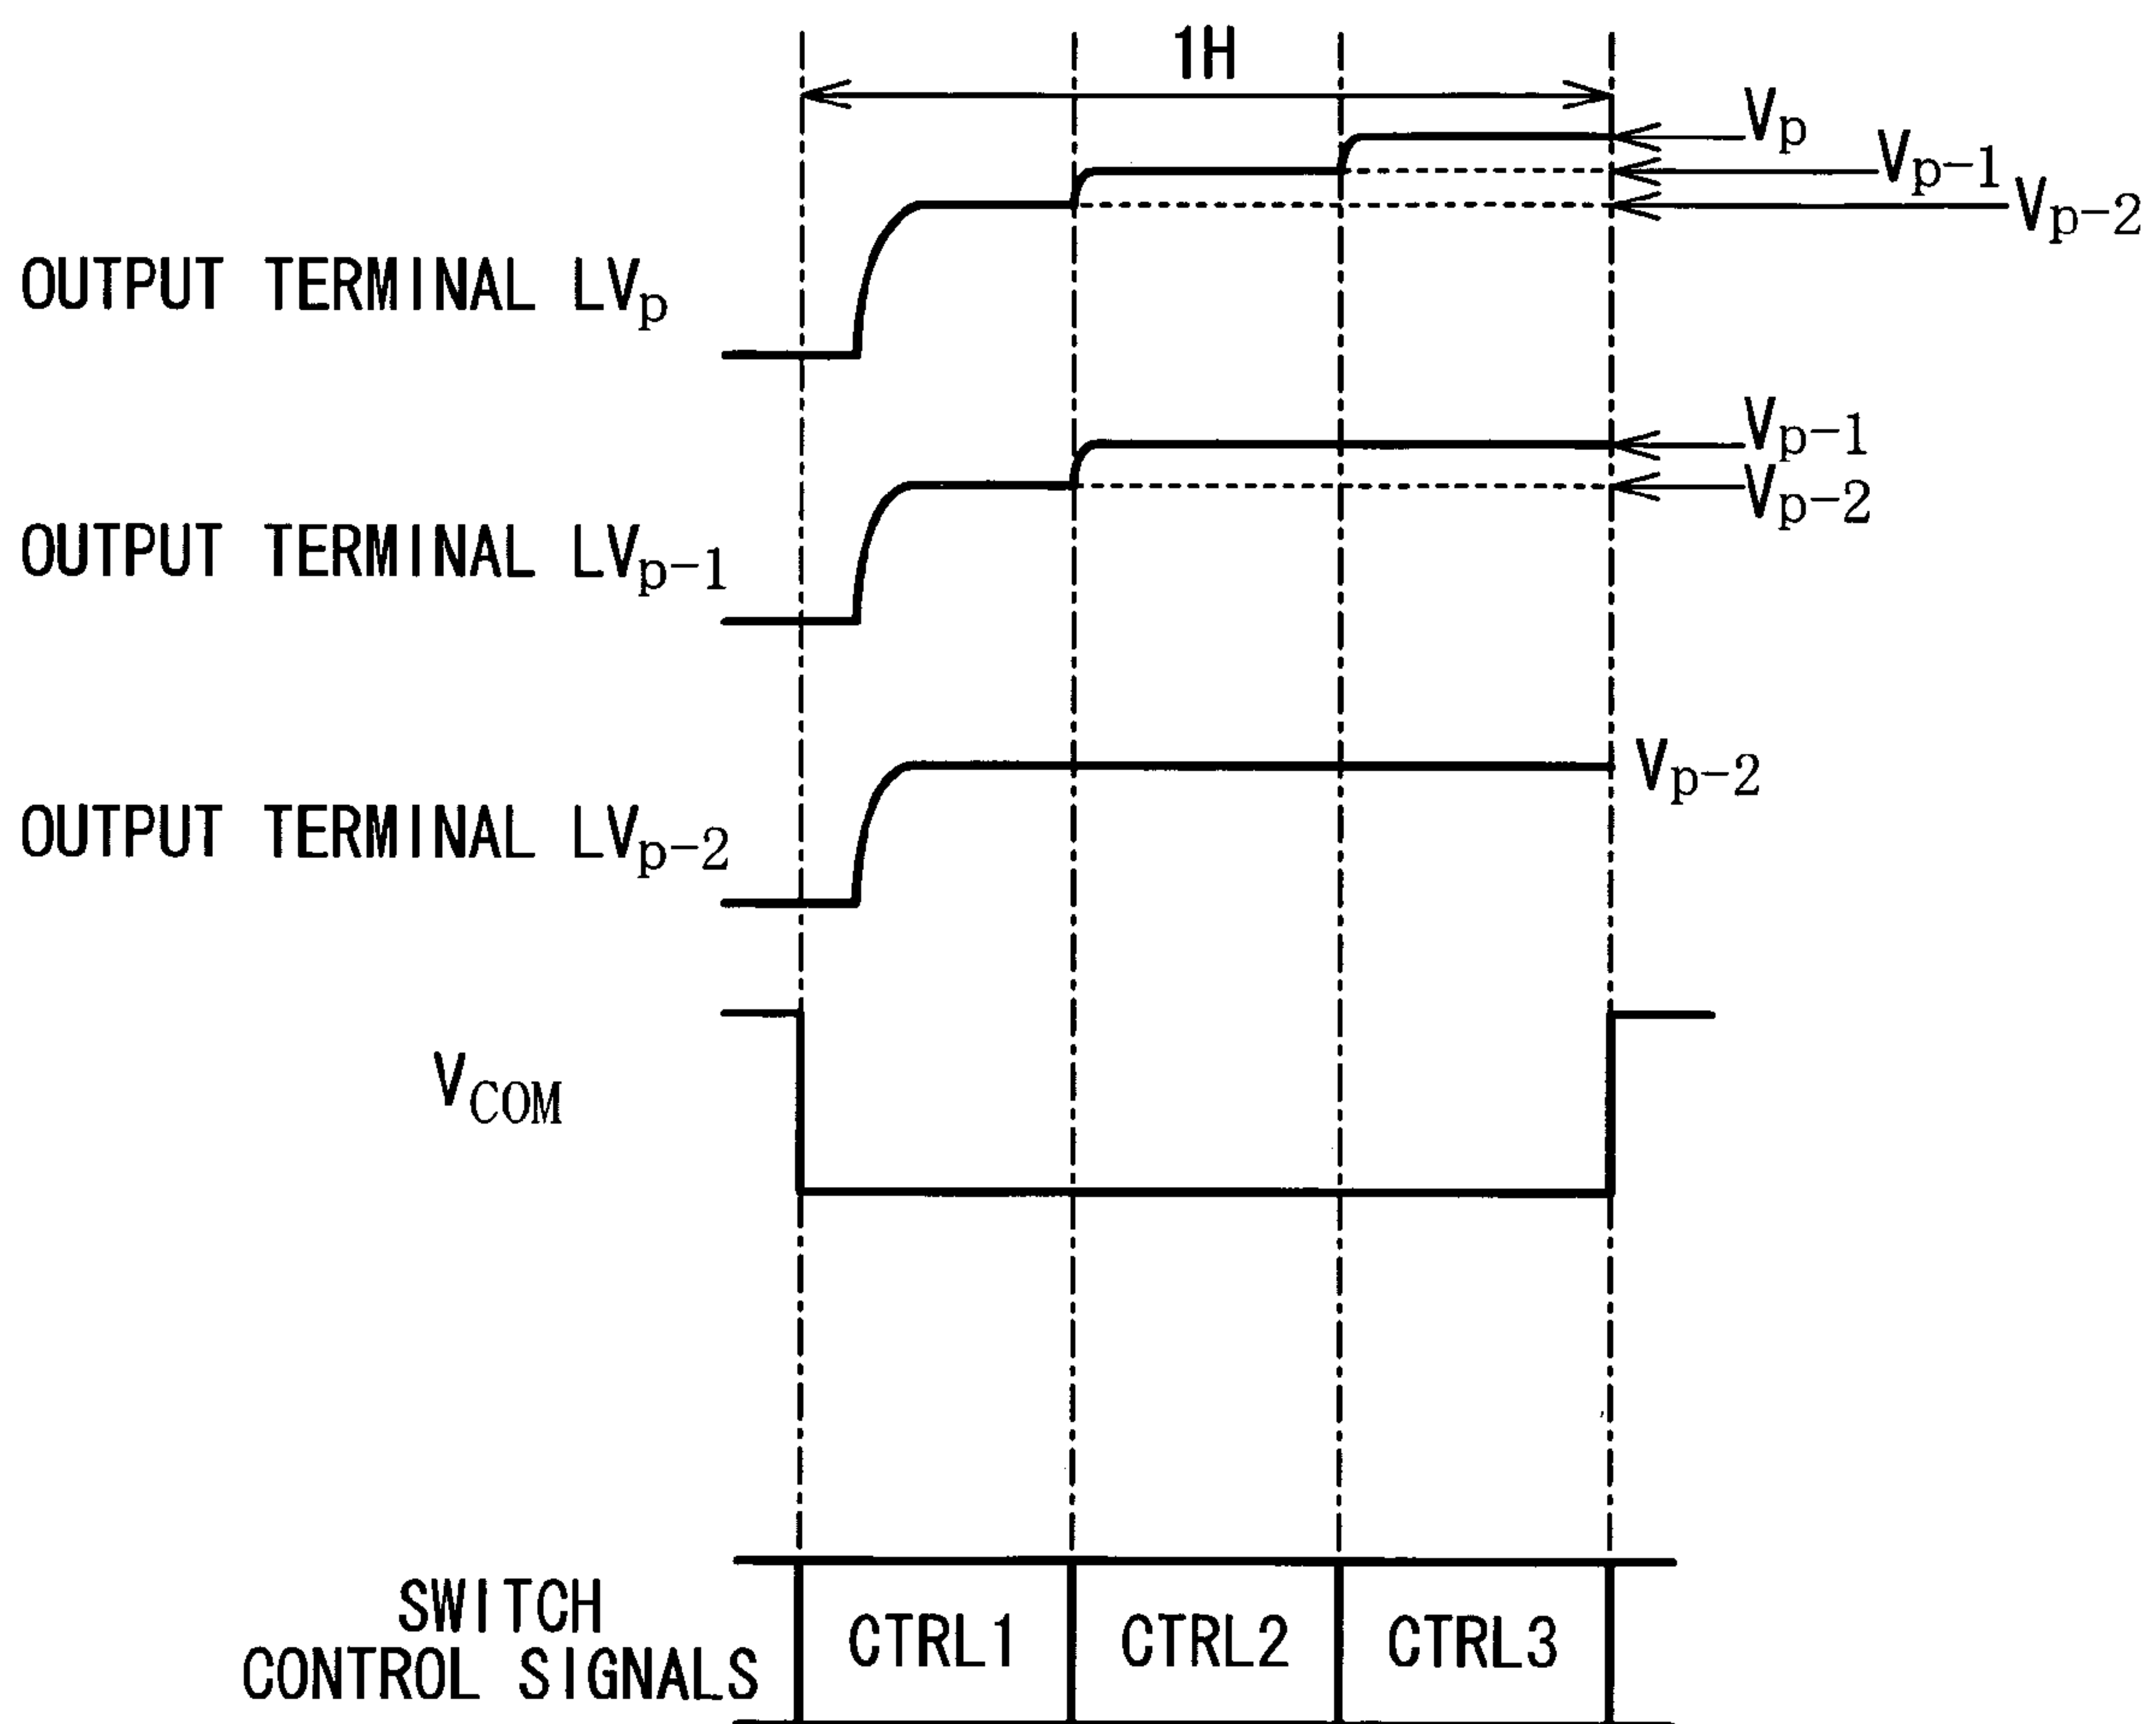 1H
Vp
Vp-1
Vp-2
OUTPUT TERMINAL LVp
Vp-1
Vp-2
OUTPUT TERMINAL LVp-1
Vp-2
OUTPUT TERMINAL LVp-2
VCOM
SWITCH
CONTROL SIGNALS
CTRL1 CTRL2 CTRL3